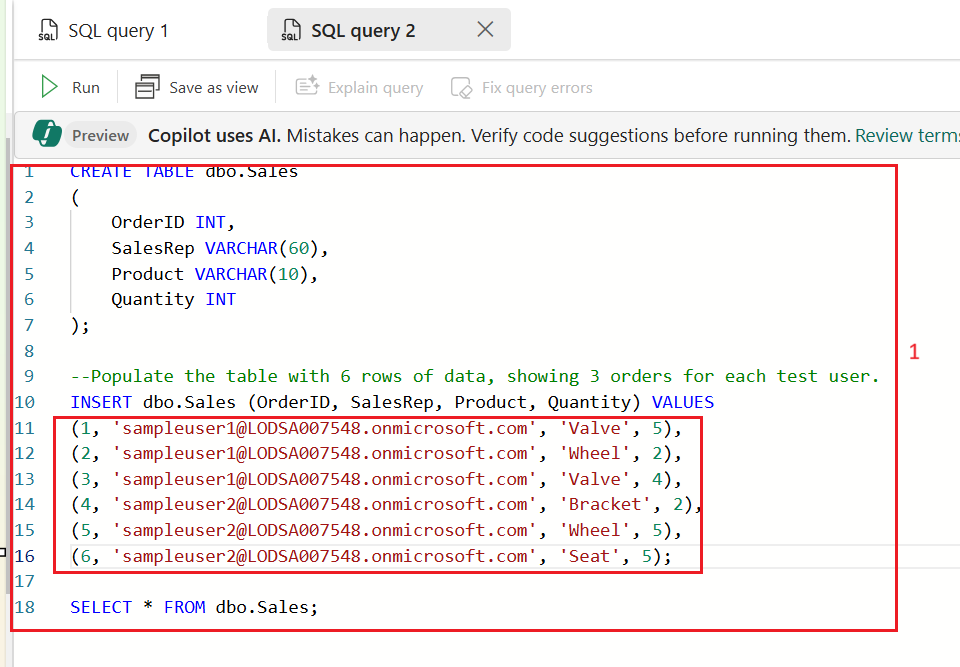 SQL query 1
SQL query 2
Run
Save as view
Explain query
Fix query errors
Preview
Copilot uses AI. Mistakes can happen. Verify code suggestions before running them. Review terms
1 CREATE TABLE dbo.Sales
2 (
3 OrderID INT,
4 SalesRep VARCHAR(60),
5 Product VARCHAR(10),
6 Quantity INT
7 );
8
9 --Populate the table with 6 rows of data, showing 3 orders for each test user.
10 INSERT dbo.Sales (OrderID, SalesRep, Product, Quantity) VALUES
11 (1, 'sampleuser1@LODSA007548.onmicrosoft.com', 'Valve', 5),
12 (2, 'sampleuser1@LODSA007548.onmicrosoft.com', 'Wheel', 2),
13 (3, 'sampleuser1@LODSA007548.onmicrosoft.com', 'Valve', 4),
14 (4, 'sampleuser2@LODSA007548.onmicrosoft.com', 'Bracket', 2),
15 (5, 'sampleuser2@LODSA007548.onmicrosoft.com', 'Wheel', 5),
16 (6, 'sampleuser2@LODSA007548.onmicrosoft.com', 'Seat', 5);
17
18 SELECT * FROM dbo.Sales;
1